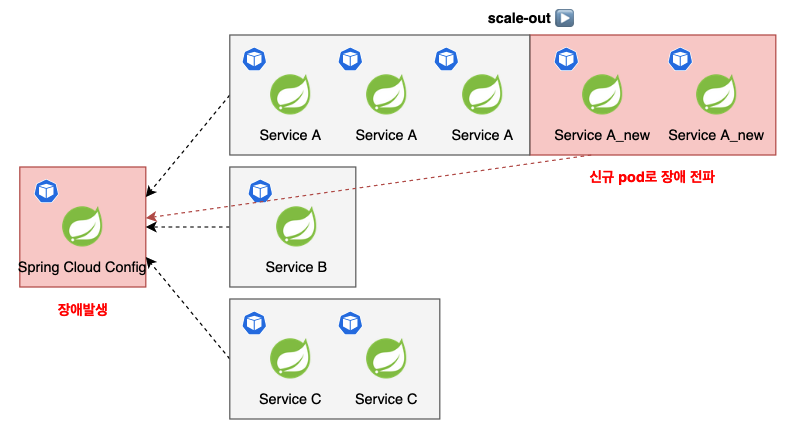 scale-out
Service A
Service A
Service A
Service A_new
Service A_new
신규 pod로 장애 전파
Spring Cloud Config
장애발생
Service B
Service C
Service C